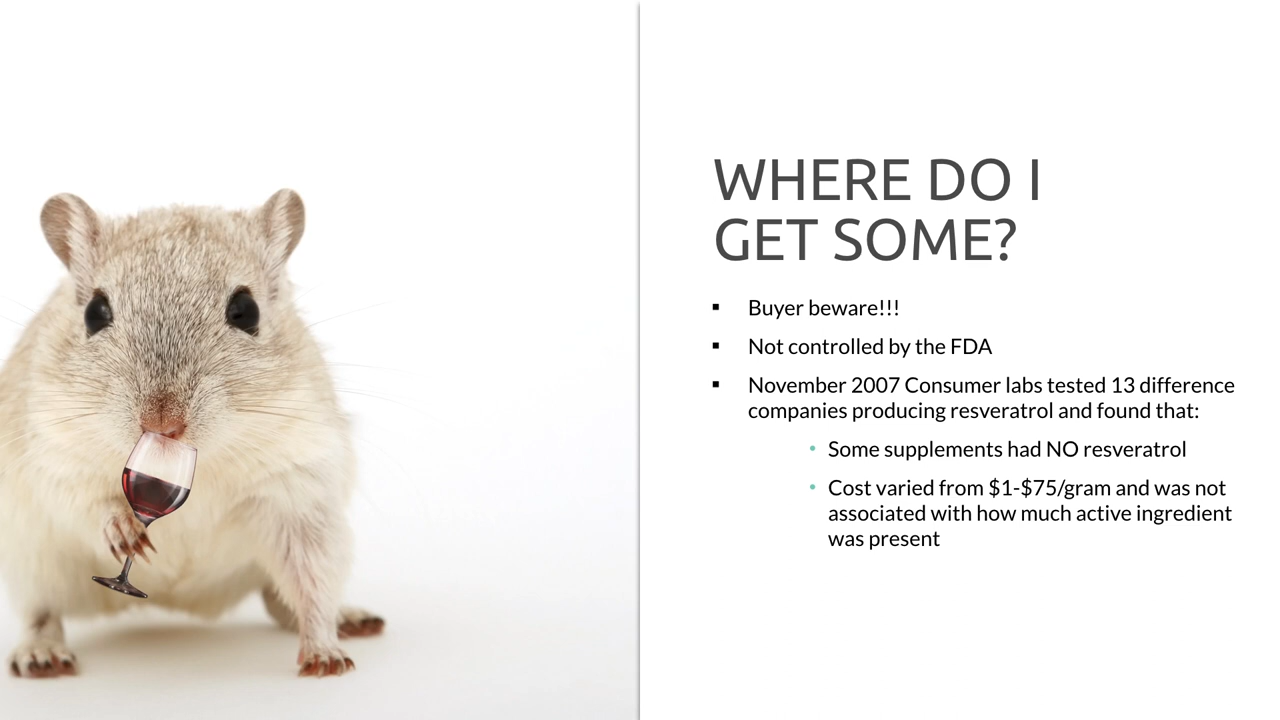 WHERE DO I
GET SOME?
▪ Buyer beware!!!
▪ Not controlled by the FDA
▪ November 2007 Consumer labs tested 13 difference
companies producing resveratrol and found that:
• Some supplements had NO resveratrol
• Cost varied from $1-$75/gram and was not
associated with how much active ingredient
was present